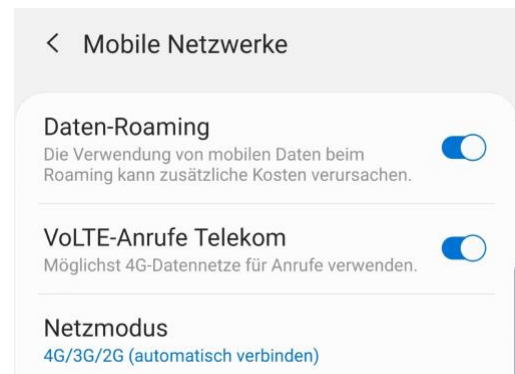 Mobile Netzwerke
Daten-Roaming
Die Verwendung von mobilen Daten beim
Roaming kann zusätzliche Kosten verursachen.
VoLTE-Anrufe Telekom
Möglichst 4G-Datennetze für Anrufe verwenden.
Netzmodus
4G/3G/2G (automatisch verbinden)